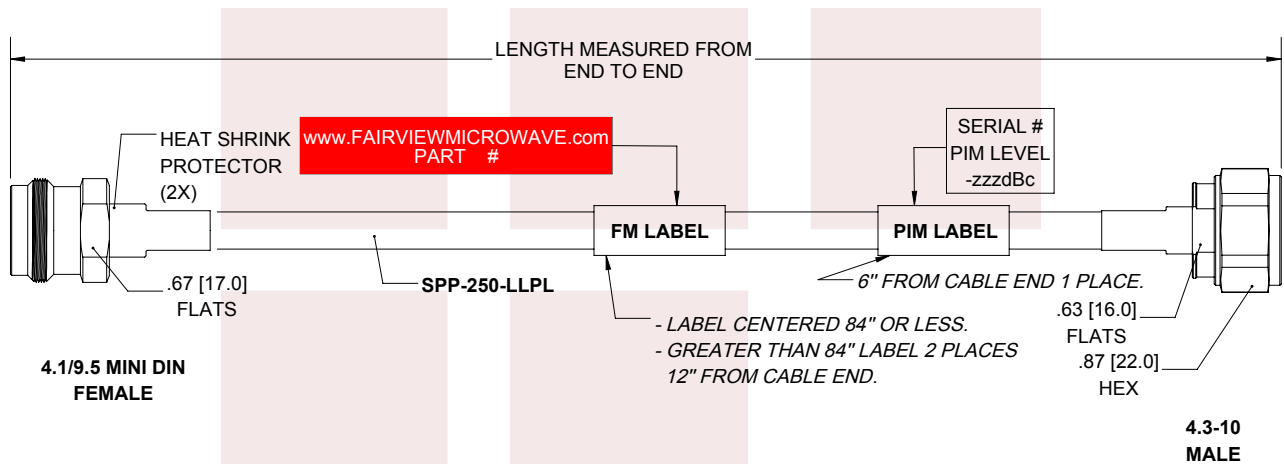 LENGTH MEASURED FROM
END TO END
HEAT SHRINK
PROTECTOR
(2X)
www.FAIRVIEWMICROWAVE.com
PART #
SERIAL #
PIM LEVEL
-zzzdBc
FM LABEL
PIM LABEL
.67 [17.0]
FLATS
SPP-250-LLPL
6" FROM CABLE END 1 PLACE.
- LABEL CENTERED 84" OR LESS.
- GREATER THAN 84" LABEL 2 PLACES
12" FROM CABLE END.
.63 [16.0]
FLATS
.87 [22.0]
HEX
4.1/9.5 MINI DIN
FEMALE
4.3-10
MALE